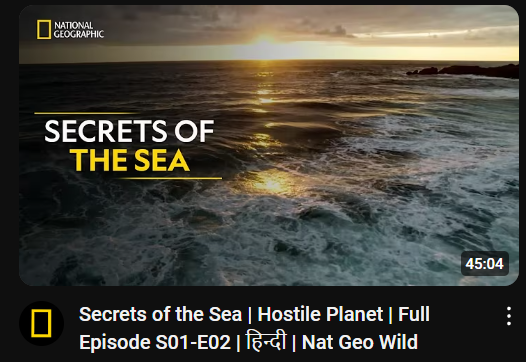 NATIONAL
GEOGRAPHIC
SECRETS OF
THE SEA
45:04
Secrets of the Sea | Hostile Planet | Full
Episode S01-E02 | हिन्दी | Nat Geo Wild